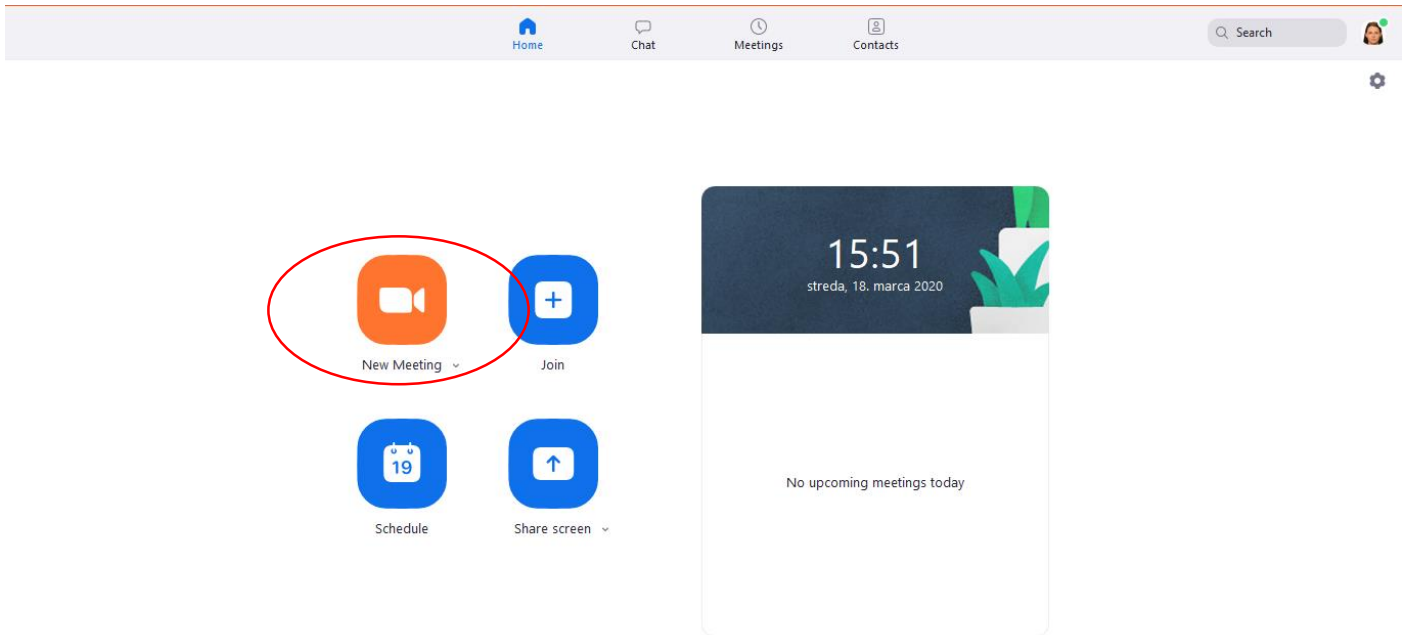 Home
Chat
Meetings
Contacts
Search
15:51
streda, 18. marca 2020
New Meeting
Join
19
Schedule
Share screen
No upcoming meetings today